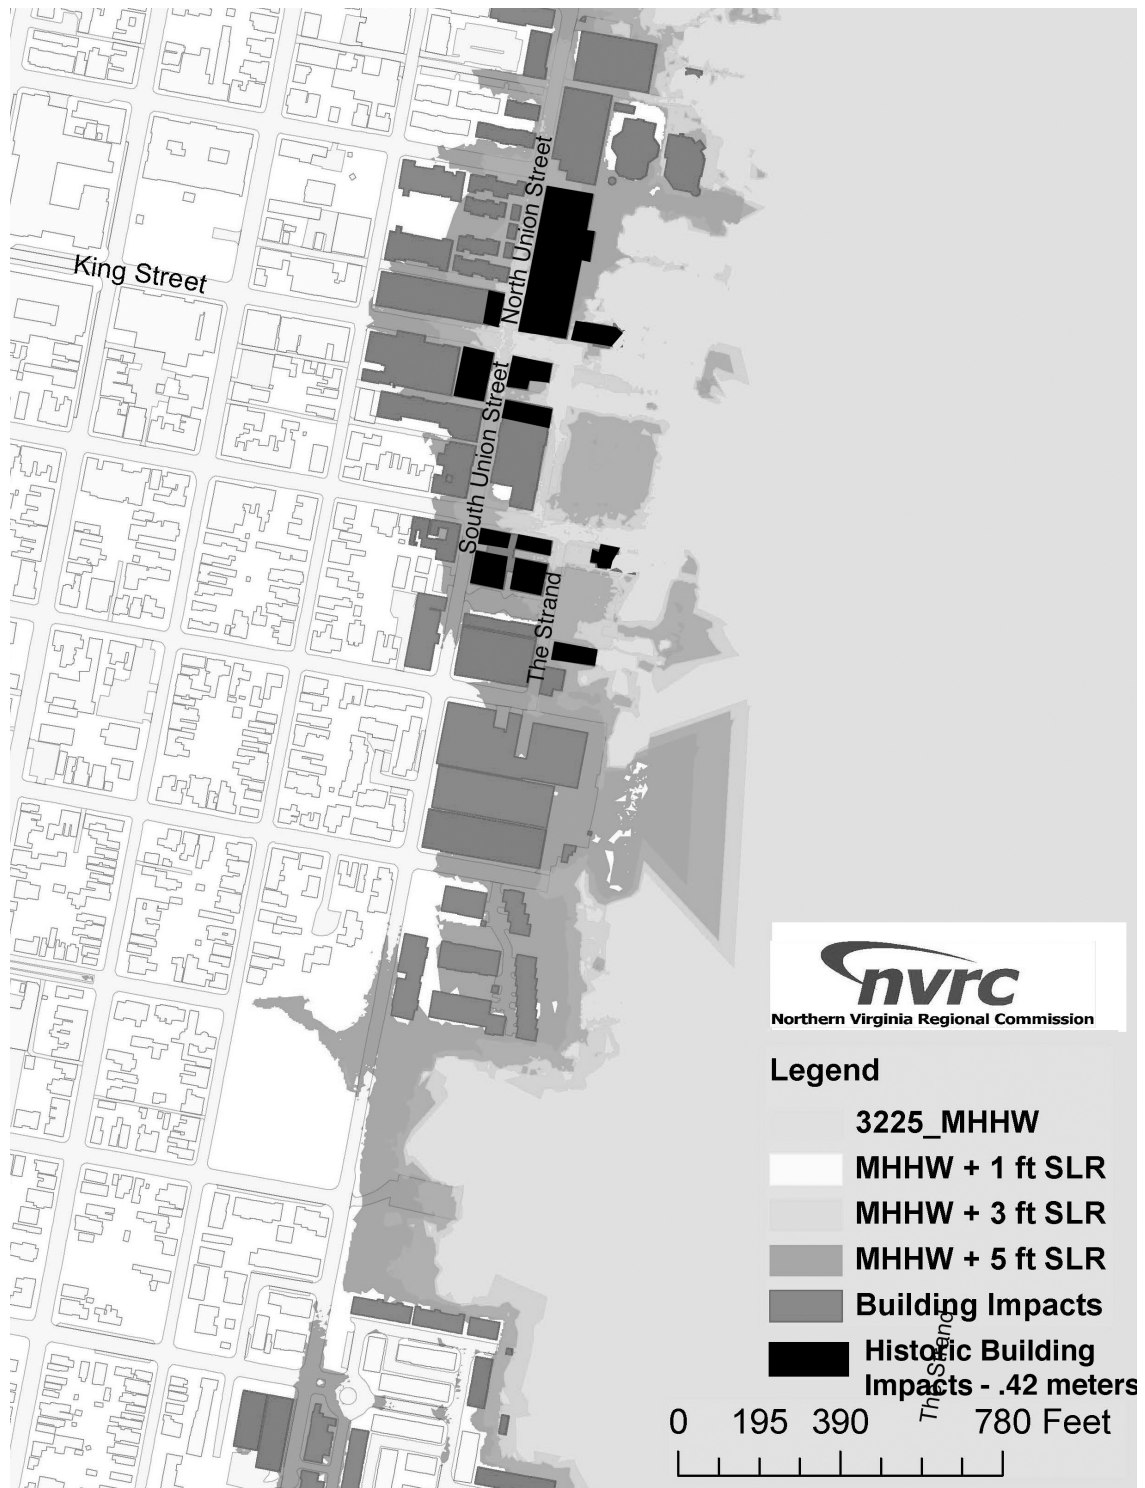 North Union Street
King Street
South Union Street
The Strand
nvrc
Northern Virginia Regional Commission
Legend
3225_MHHW
MHHW + 1 ft SLR
MHHW + 3 ft SLR
MHHW + 5 ft SLR
Building Impacts
Historic Building
Impacts - .42 meters
The Strand
0 195 390 780 Feet